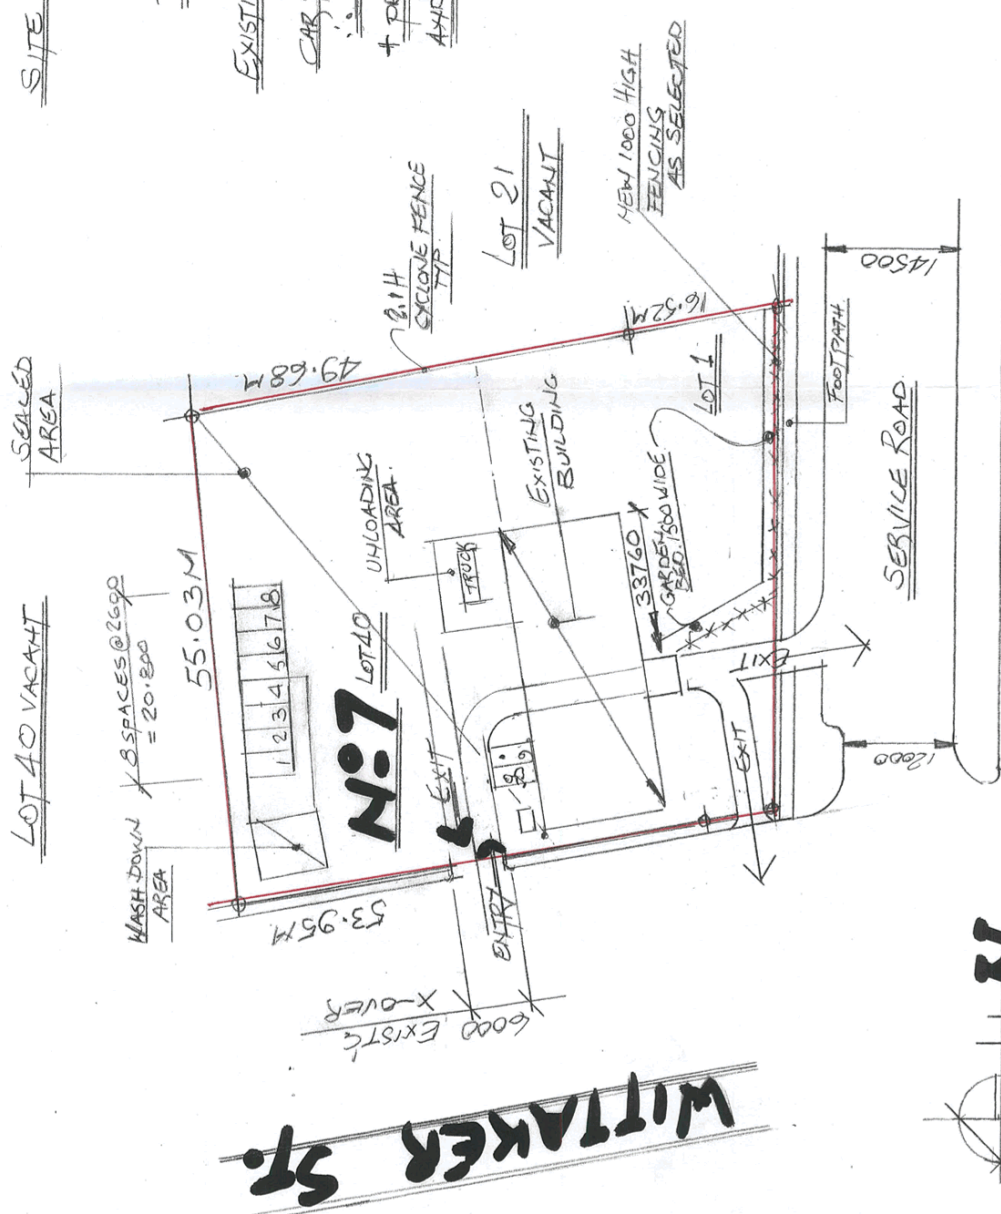 SITE
EXISTI
CAR
AND
LOT 40 VACANT
8 SPACES @ 2600
= 20.800
SEALED
AREA
WASH DOWN
AREA
55.03M
1 2 3 4 5 6 7 8
49.68M
2.1H
CYCLONE FENCE
TYP.
LOT 21
VACANT
NEW 1000 HIGH
FENCING
AS SELECTED
16.52M
UNLOADING
AREA.
TRUCK
LOT 40
No: 7
EXISTING
BUILDING
33760
GARDEN
BED. 1500 WIDE
LOT 1
FOOTPATH
14500
EXIT
ENTRY
53.95M
6000 EXIST'G
X-OVER
EXIT
EXIT
12000
SERVICE ROAD
WITTAKER ST.